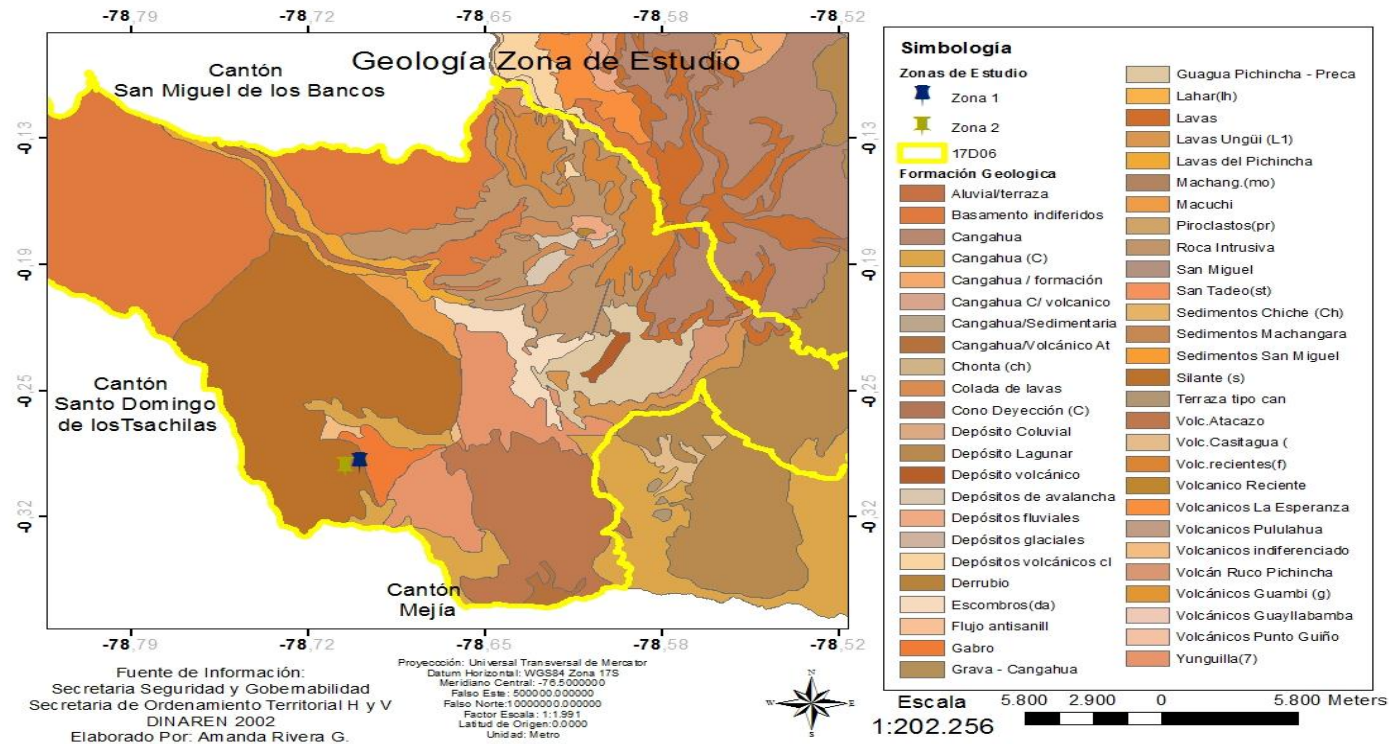 -78,79 -78,72 -78,65 -78,58 -78,52
Geología Zona de Estudio
Cantón
San Miguel de los Bancos
-0,13
-0,13
-0,19
-0,19
-0,25
-0,25
-0,32
-0,32
Cantón
Santo Domingo
de losTsachilas
Cantón
Mejía
-78,79 -78,72 -78,65 -78,58 -78,52
Fuente de Información:
Secretaria Seguridad y Gobernabilidad
Secretaria de Ordenamiento Territorial H y V
DINAREN 2002
Elaborado Por: Amanda Rivera G.
Proyeccción: Universal Transversal de Mercator
Datum Horizontal: WGS84 Zona 17S
Meridiano Central: -76.5000000
Falso Este: 500000.000000
Falso Norte:10000000.000000
Factor Escala: 1:1.991
Latitud de Origen:0.0000
Unidad: Metro
N
W E
S
Simbología
Zonas de Estudio
Zona 1
Zona 2
17D06
Formación Geologica
Aluvial/terraza
Basamento indiferidos
Cangahua
Cangahua (C)
Cangahua / formación
Cangahua C/ volcanico
Cangahua/Sedimentaria
Cangahua/Volcánico At
Chonta (ch)
Colada de lavas
Cono Deyección (C)
Depósito Coluvial
Depósito Lagunar
Depósito volcánico
Depósitos de avalancha
Depósitos fluviales
Depósitos glaciales
Depósitos volcánicos cl
Derrubio
Escombros(da)
Flujo antisanill
Gabro
Grava - Cangahua
Guagua Pichincha - Preca
Lahar(lh)
Lavas
Lavas Ungüi (L1)
Lavas del Pichincha
Machang.(mo)
Macuchi
Piroclastos(pr)
Roca Intrusiva
San Miguel
San Tadeo(st)
Sedimentos Chiche (Ch)
Sedimentos Machangara
Sedimentos San Miguel
Silante (s)
Terraza tipo can
Volc.Atacazo
Volc.Casitagua (
Volc.recientes(f)
Volcanico Reciente
Volcanicos La Esperanza
Volcanicos Pululahua
Volcanicos indiferenciado
Volcán Ruco Pichincha
Volcánicos Guambi (g)
Volcánicos Guayllabamba
Volcánicos Punto Guiño
Yunguilla(7)
Escala
1:202.256
5.800 2.900 0 5.800 Meters